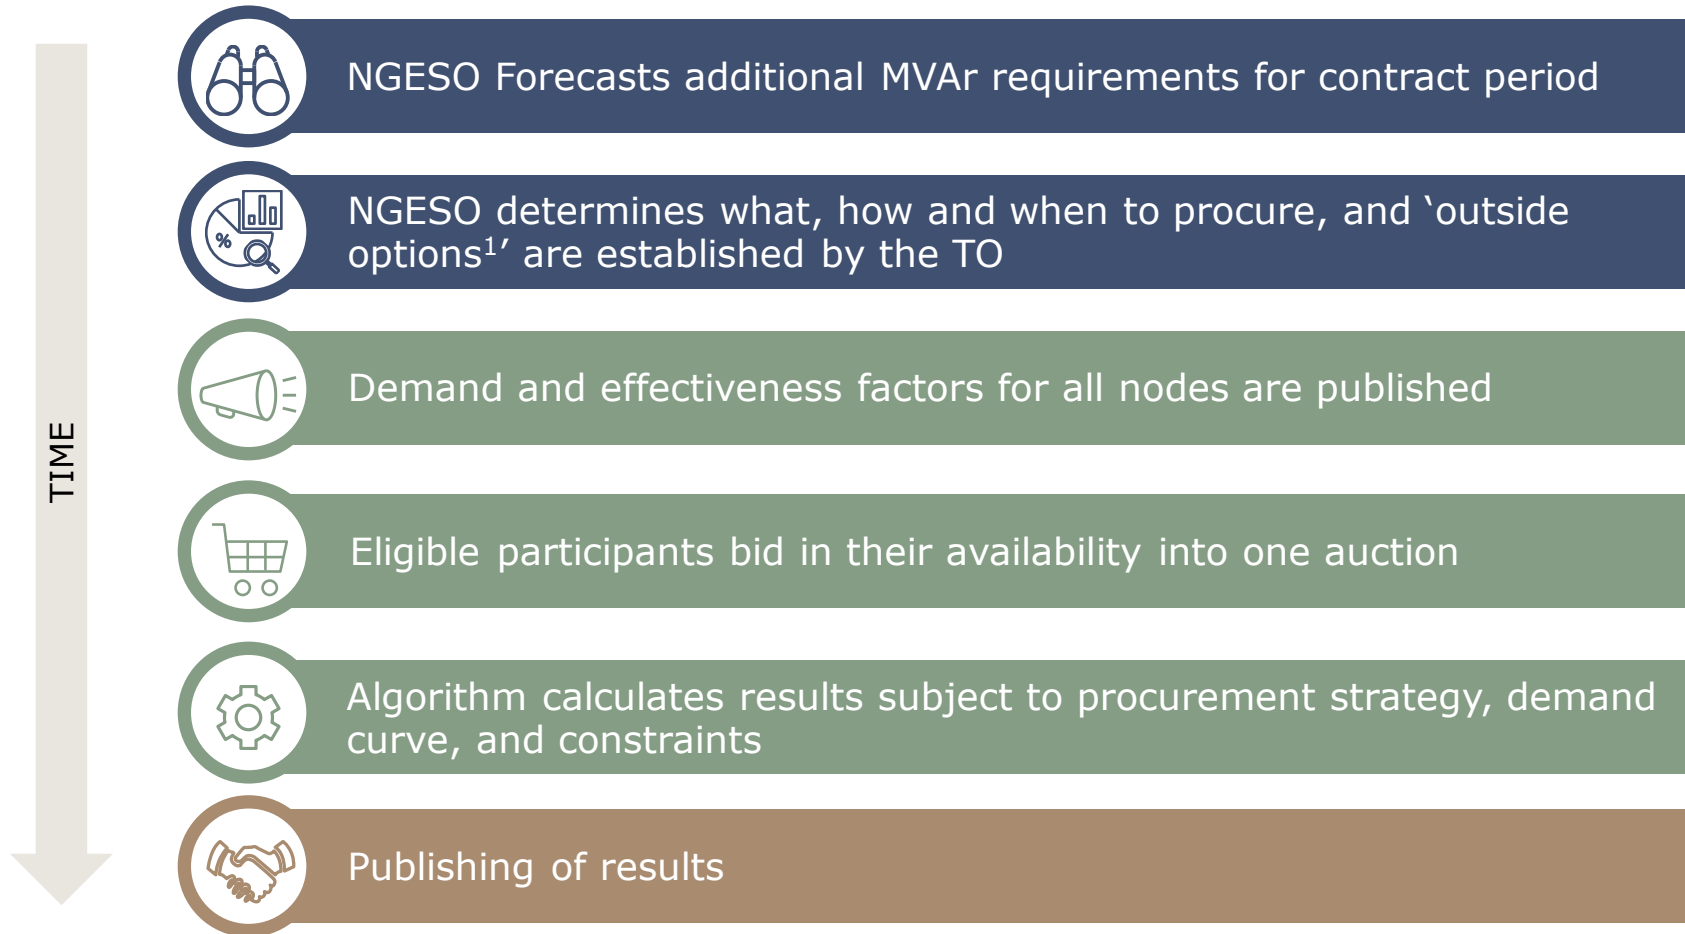 NGESO Forecasts additional MVAr requirements for contract period
NGESO determines what, how and when to procure, and ‘outside
options¹’ are established by the TO
%
Demand and effectiveness factors for all nodes are published
TIME
Eligible participants bid in their availability into one auction
Algorithm calculates results subject to procurement strategy, demand
curve, and constraints
Publishing of results